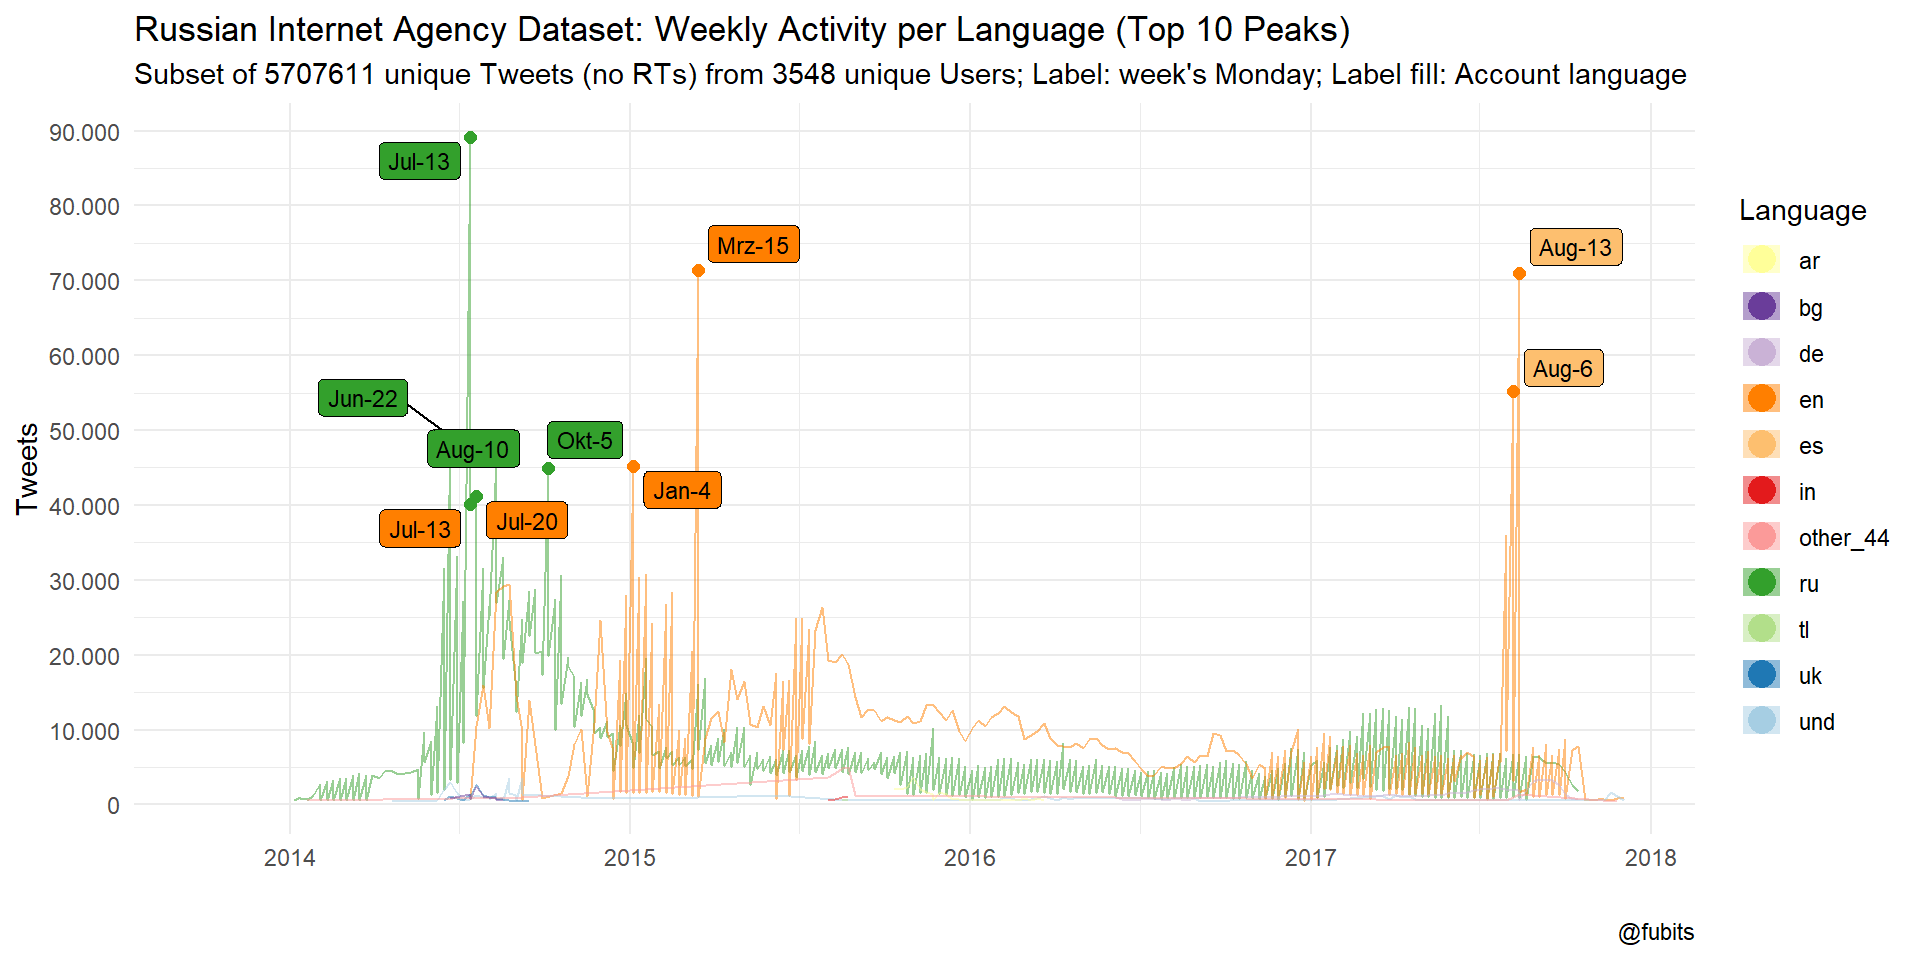 Russian Internet Agency Dataset: Weekly Activity per Language (Top 10 Peaks)
Subset of 5707611 unique Tweets (no RTs) from 3548 unique Users; Label: week's Monday; Label fill: Account language
Tweets
90.000
80.000
70.000
60.000
50.000
40.000
30.000
20.000
10.000
0
Jul-13
Mrz-15
Aug-13
Aug-6
Jun-22
Aug-10
Okt-5
Jan-4
Jul-13
Jul-20
2014
2015
2016
2017
2018
Language
ar
bg
de
en
es
in
other_44
ru
tl
uk
und
@fubits